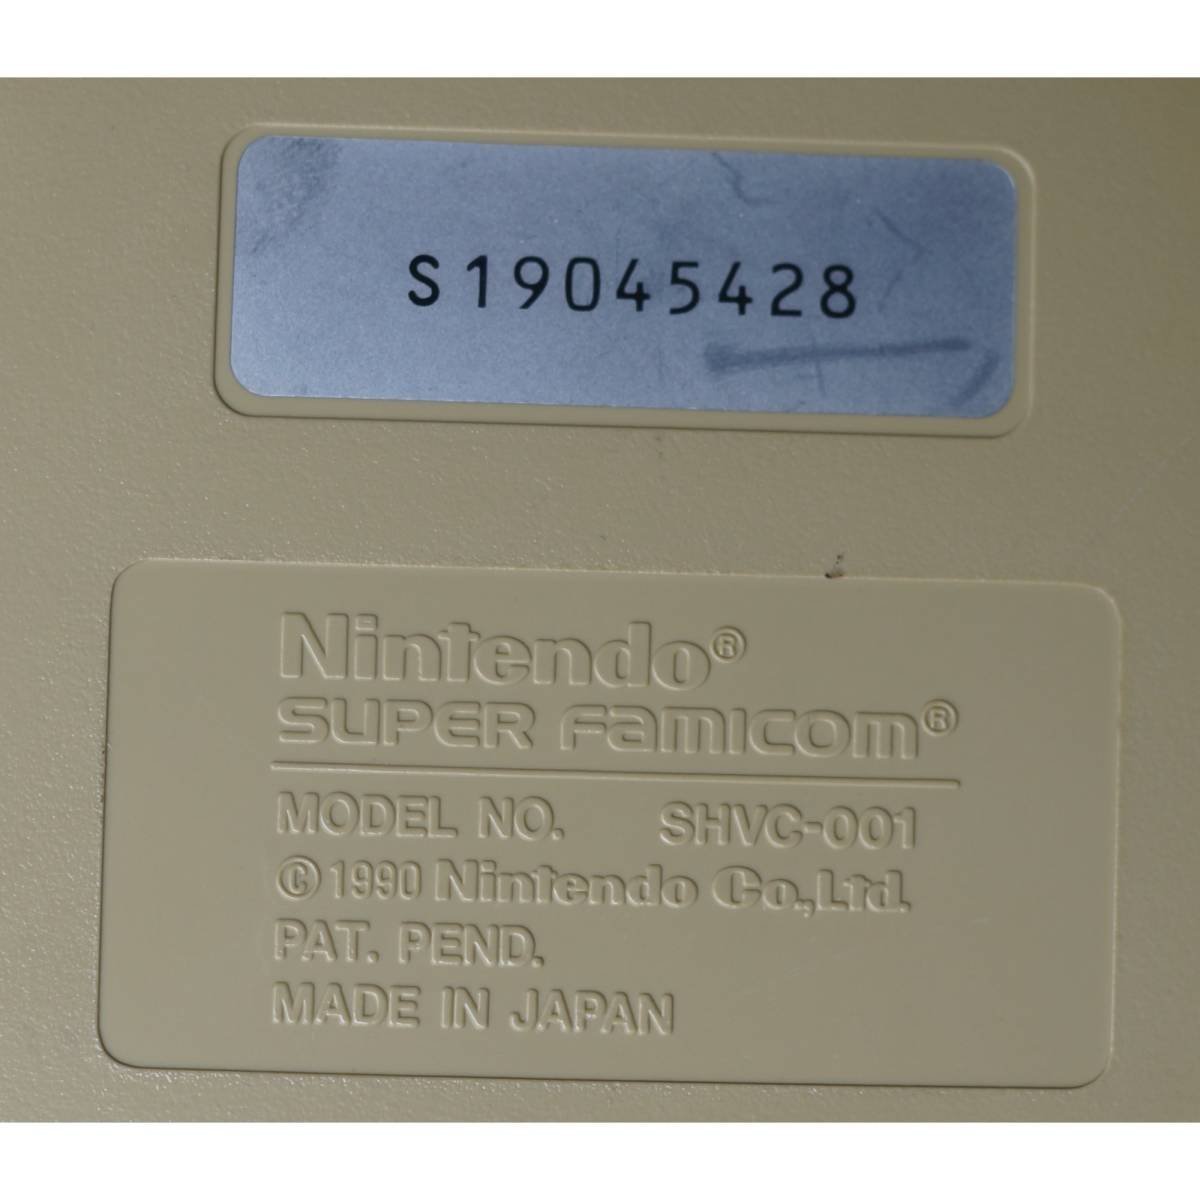 S19045428
Nintendo®
SUPER FAMICOM®
MODEL NO. SHVC-001
© 1990 Nintendo Co.,Ltd.
PAT. PEND.
MADE IN JAPAN